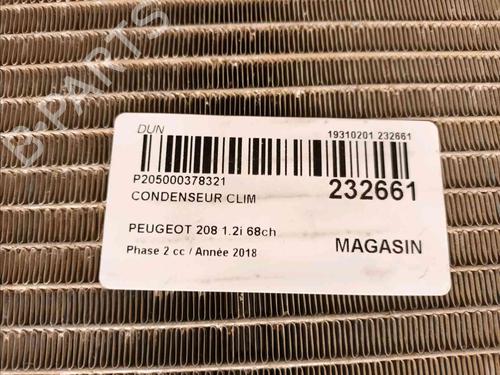 B-PARTS
DUN
19310201 232661
P205000378321
232661
CONDENSEUR CLIM
PEUGEOT 208 1.2i 68ch
MAGASIN
Phase 2 cc / Année 2018